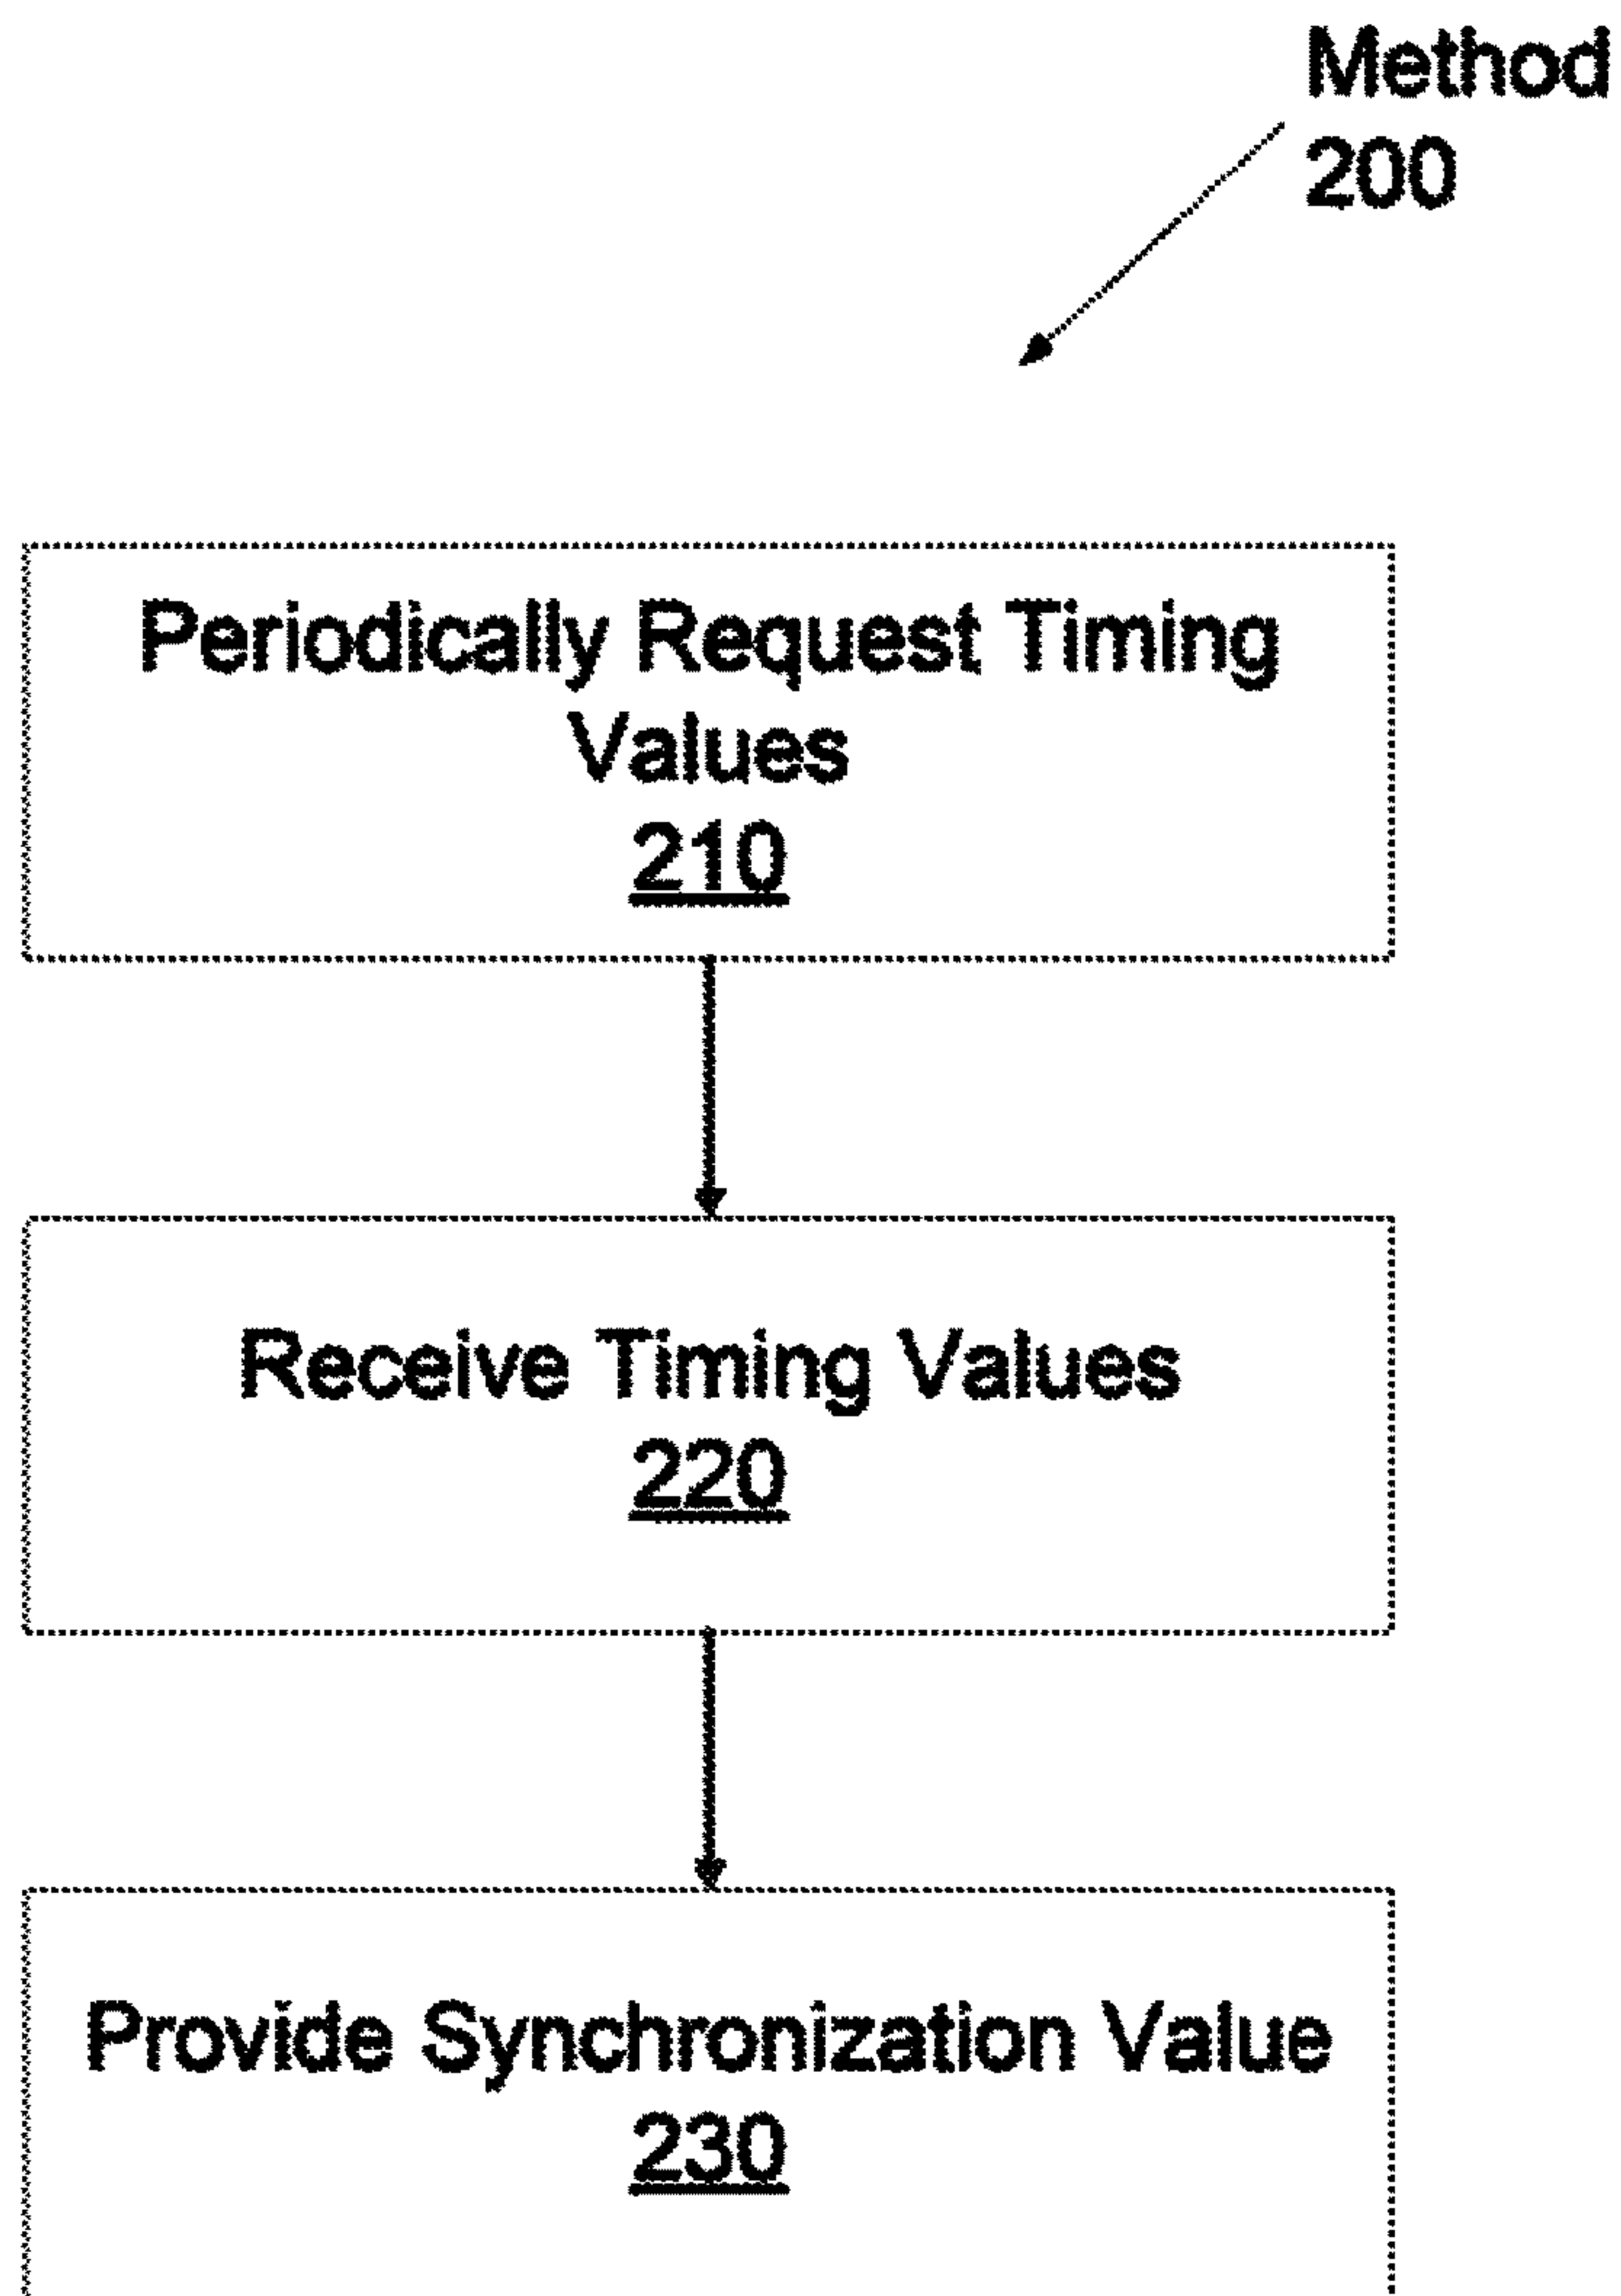 Method
200
Periodically Request Timing
Values
210
Receive Timing Values
220
Provide Synchronization Value
230